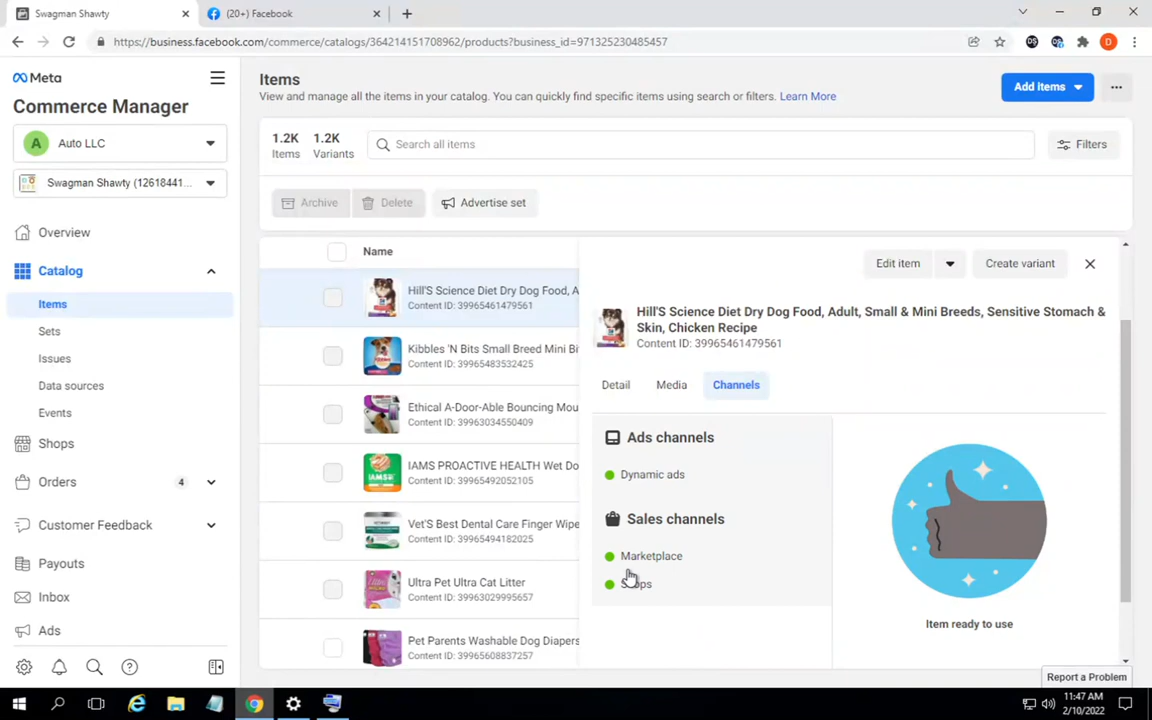 Swagman Shawty
(20+) Facebook
https://business.facebook.com/commerce/catalogs/364214151708962/products?business_id=971325230485457
D
Meta
Commerce Manager
A Auto LLC
Swagman Shawty (12618441...
Overview
Catalog
Items
Sets
Issues
Data sources
Events
Shops
Orders 4
Customer Feedback
Payouts
Inbox
Ads
Items
View and manage all the items in your catalog. You can quickly find specific items using search or filters. Learn More
Add items
1.2K 1.2K
Items Variants
Search all items
Filters
Archive Delete Advertise set
Name
Hill'S Science Diet Dry Dog Food, A
Content ID: 39965461479561
Kibbles 'N Bits Small Breed Mini Bi
Content ID: 39965483532425
Ethical A-Door-Able Bouncing Mou
Content ID: 39963034550409
IAMS PROACTIVE HEALTH Wet Do
Content ID: 39965492052105
Vet'S Best Dental Care Finger Wipe
Content ID: 39965494182025
Ultra Pet Ultra Cat Litter
Content ID: 39963029995657
Pet Parents Washable Dog Diapers
Content ID: 39965608837257
Edit item Create variant
Hill'S Science Diet Dry Dog Food, Adult, Small & Mini Breeds, Sensitive Stomach &
Skin, Chicken Recipe
Content ID: 39965461479561
Detail Media Channels
Ads channels
Dynamic ads
Sales channels
Marketplace
Shops
Item ready to use
Report a Problem
11:47 AM
2/10/2022